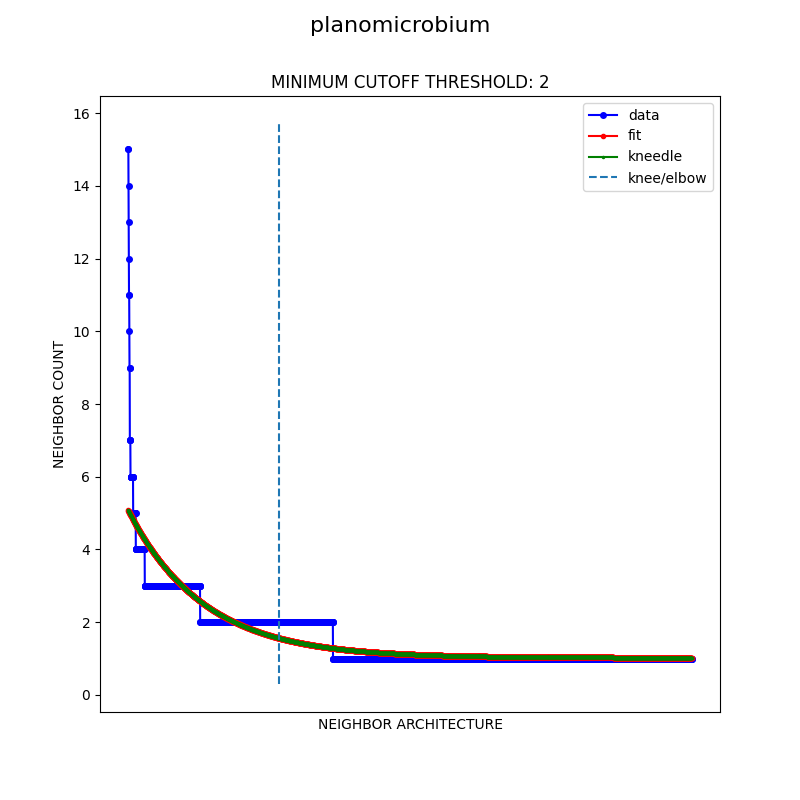 planomicrobium
MINIMUM CUTOFF THRESHOLD: 2
data
fit
kneedle
knee/elbow
16
14
12
10
8
6
4
2
0
NEIGHBOR COUNT
NEIGHBOR ARCHITECTURE